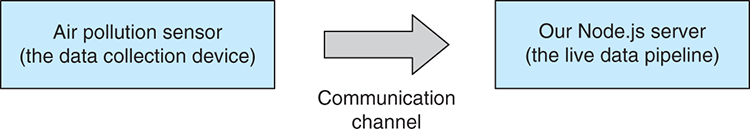 Air pollution sensor
(the data collection device)
Communication
channel
Our Node.js server
(the live data pipeline)